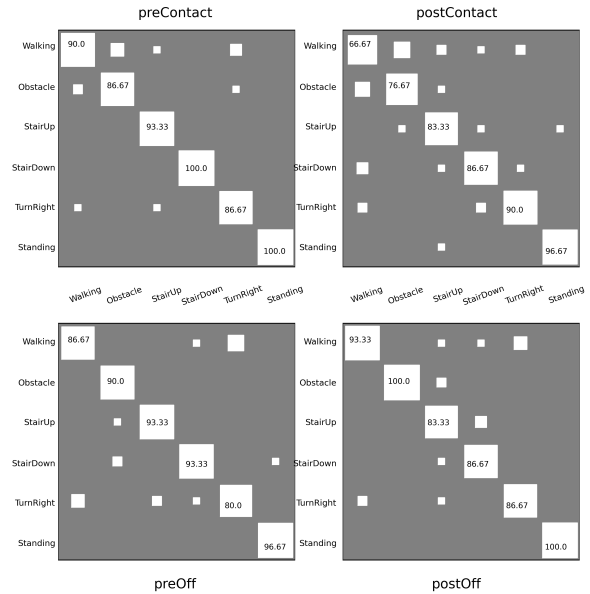 preContact postContact
Walking 90.0 Walking 66.67
Obstacle 86.67 Obstacle 76.67
StairUp 93.33 StairUp 83.33
StairDown 100.0 StairDown 86.67
TurnRight 86.67 TurnRight 90.0
Standing 100.0 Standing 96.67
Walking Obstacle StairUp StairDown TurnRight Standing Walking Obstacle StairUp StairDown TurnRight Standing
Walking 86.67 Walking 93.33
Obstacle 90.0 Obstacle 100.0
StairUp 93.33 StairUp 83.33
StairDown 93.33 StairDown 86.67
TurnRight 80.0 TurnRight 86.67
Standing 96.67 Standing 100.0
preOff postOff